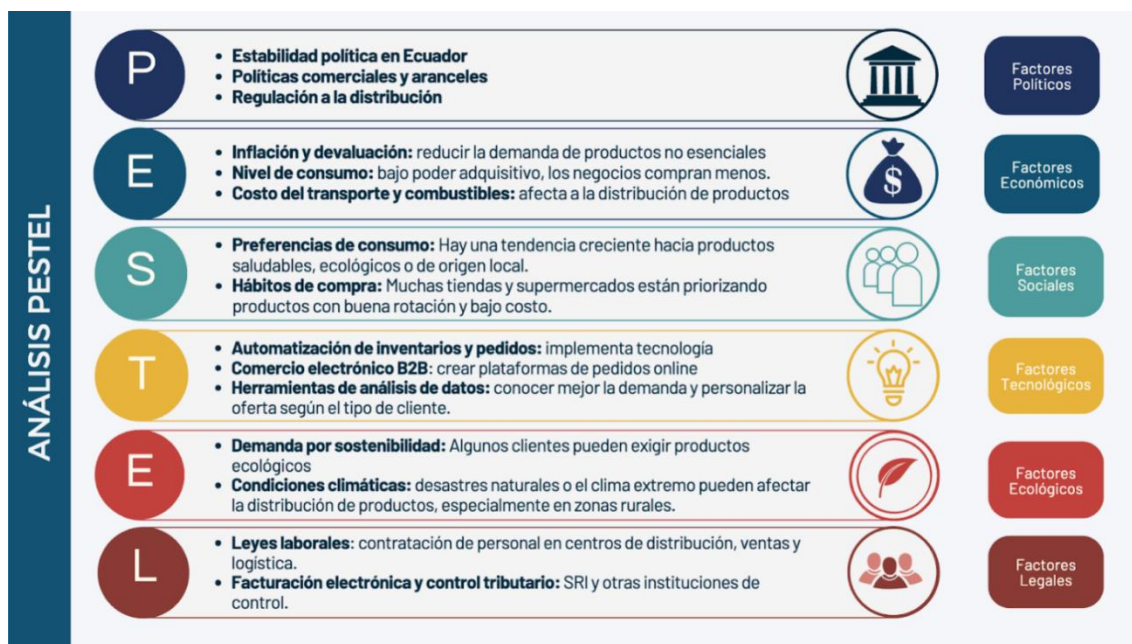 ANÁLISIS PESTEL
P
• Estabilidad política en Ecuador
• Políticas comerciales y aranceles
• Regulación a la distribución
Factores
Políticos
E
• Inflación y devaluación: reducir la demanda de productos no esenciales
• Nivel de consumo: bajo poder adquisitivo, los negocios compran menos.
• Costo del transporte y combustibles: afecta a la distribución de productos
$
Factores
Económicos
S
• Preferencias de consumo: Hay una tendencia creciente hacia productos
saludables, ecológicos o de origen local.
• Hábitos de compra: Muchas tiendas y supermercados están priorizando
productos con buena rotación y bajo costo.
Factores
Sociales
T
• Automatización de inventarios y pedidos: implementa tecnología
• Comercio electrónico B2B: crear plataformas de pedidos online
• Herramientas de análisis de datos: conocer mejor la demanda y personalizar la
oferta según el tipo de cliente.
Factores
Tecnológicos
E
• Demanda por sostenibilidad: Algunos clientes pueden exigir productos
ecológicos
• Condiciones climáticas: desastres naturales o el clima extremo pueden afectar
la distribución de productos, especialmente en zonas rurales.
Factores
Ecológicos
L
• Leyes laborales: contratación de personal en centros de distribución, ventas y
logística.
• Facturación electrónica y control tributario: SRI y otras instituciones de
control.
Factores
Legales